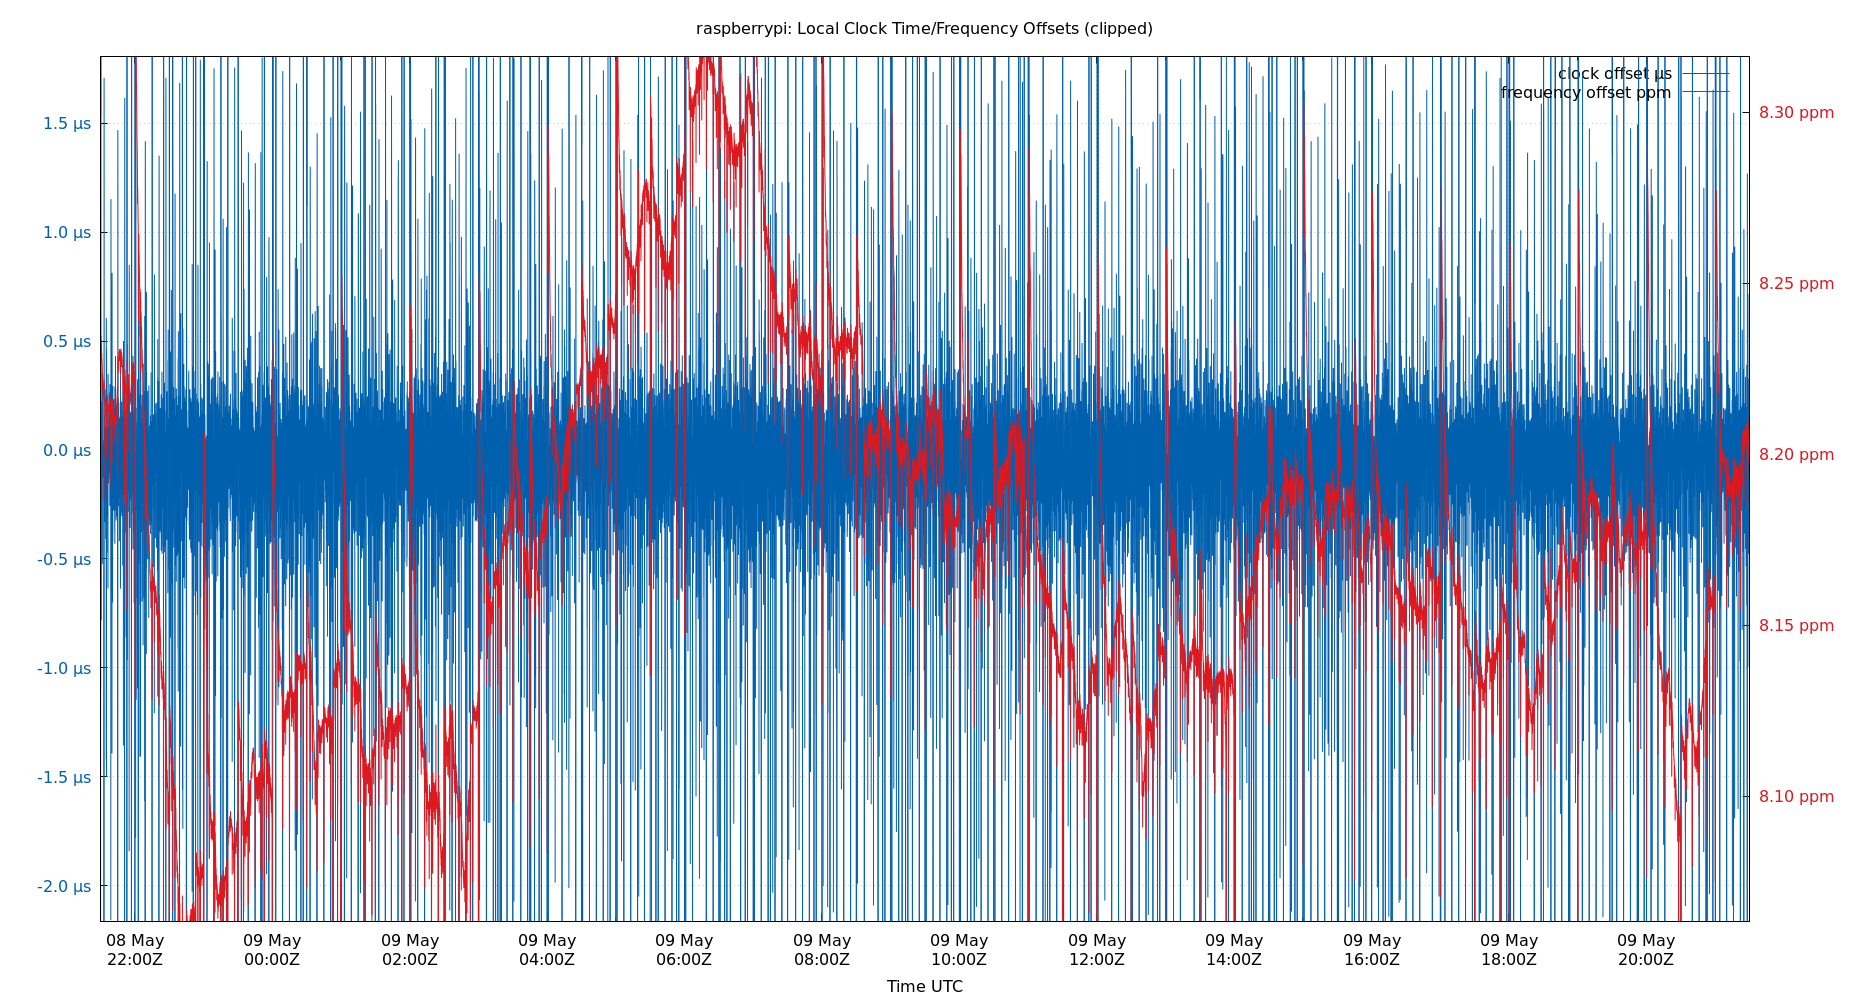 raspberrypi: Local Clock Time/Frequency Offsets (clipped)
clock offset µs
frequency offset ppm
1.5 µs
1.0 µs
0.5 µs
0.0 µs
-0.5 µs
-1.0 µs
-1.5 µs
-2.0 µs
8.30 ppm
8.25 ppm
8.20 ppm
8.15 ppm
8.10 ppm
08 May 09 May 09 May 09 May 09 May 09 May 09 May 09 May 09 May 09 May 09 May 09 May
22:00Z 00:00Z 02:00Z 04:00Z 06:00Z 08:00Z 10:00Z 12:00Z 14:00Z 16:00Z 18:00Z 20:00Z
Time UTC